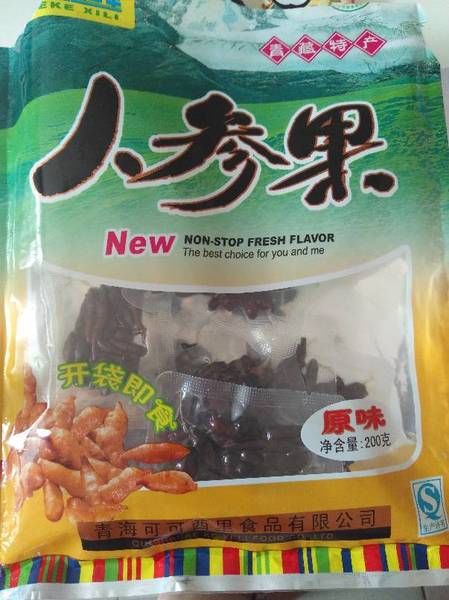 EKE XILI
青藏特产
人参果
New NON-STOP FRESH FLAVOR
The best choice for you and me
开袋即食
原味
净含量:200克
青海可可酉里食品有限公司